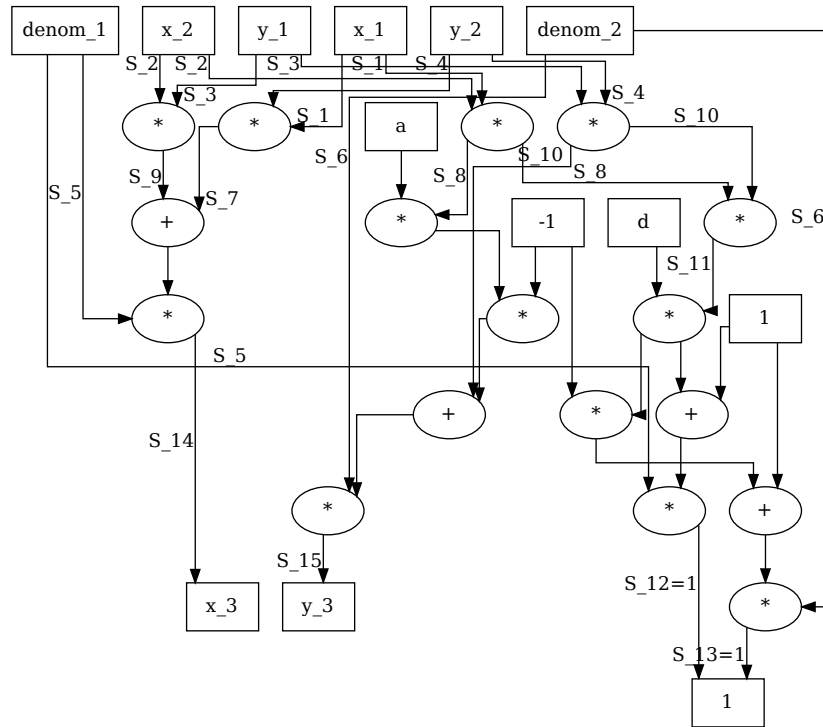 denom_1 x_2 y_1 x_1 y_2 denom_2
S_2 S_2 S_3 S_1 S_4
S_3 S_4
* * * *
S_1 a S_10
S_6 S_10
S_9 S_8 S_8
S_5 S_7
+ * -1 d * S_6
S_11
* * * 1
S_5
+ * +
S_14
* * +
S_15
S_12=1
x_3 y_3 *
S_13=1
1